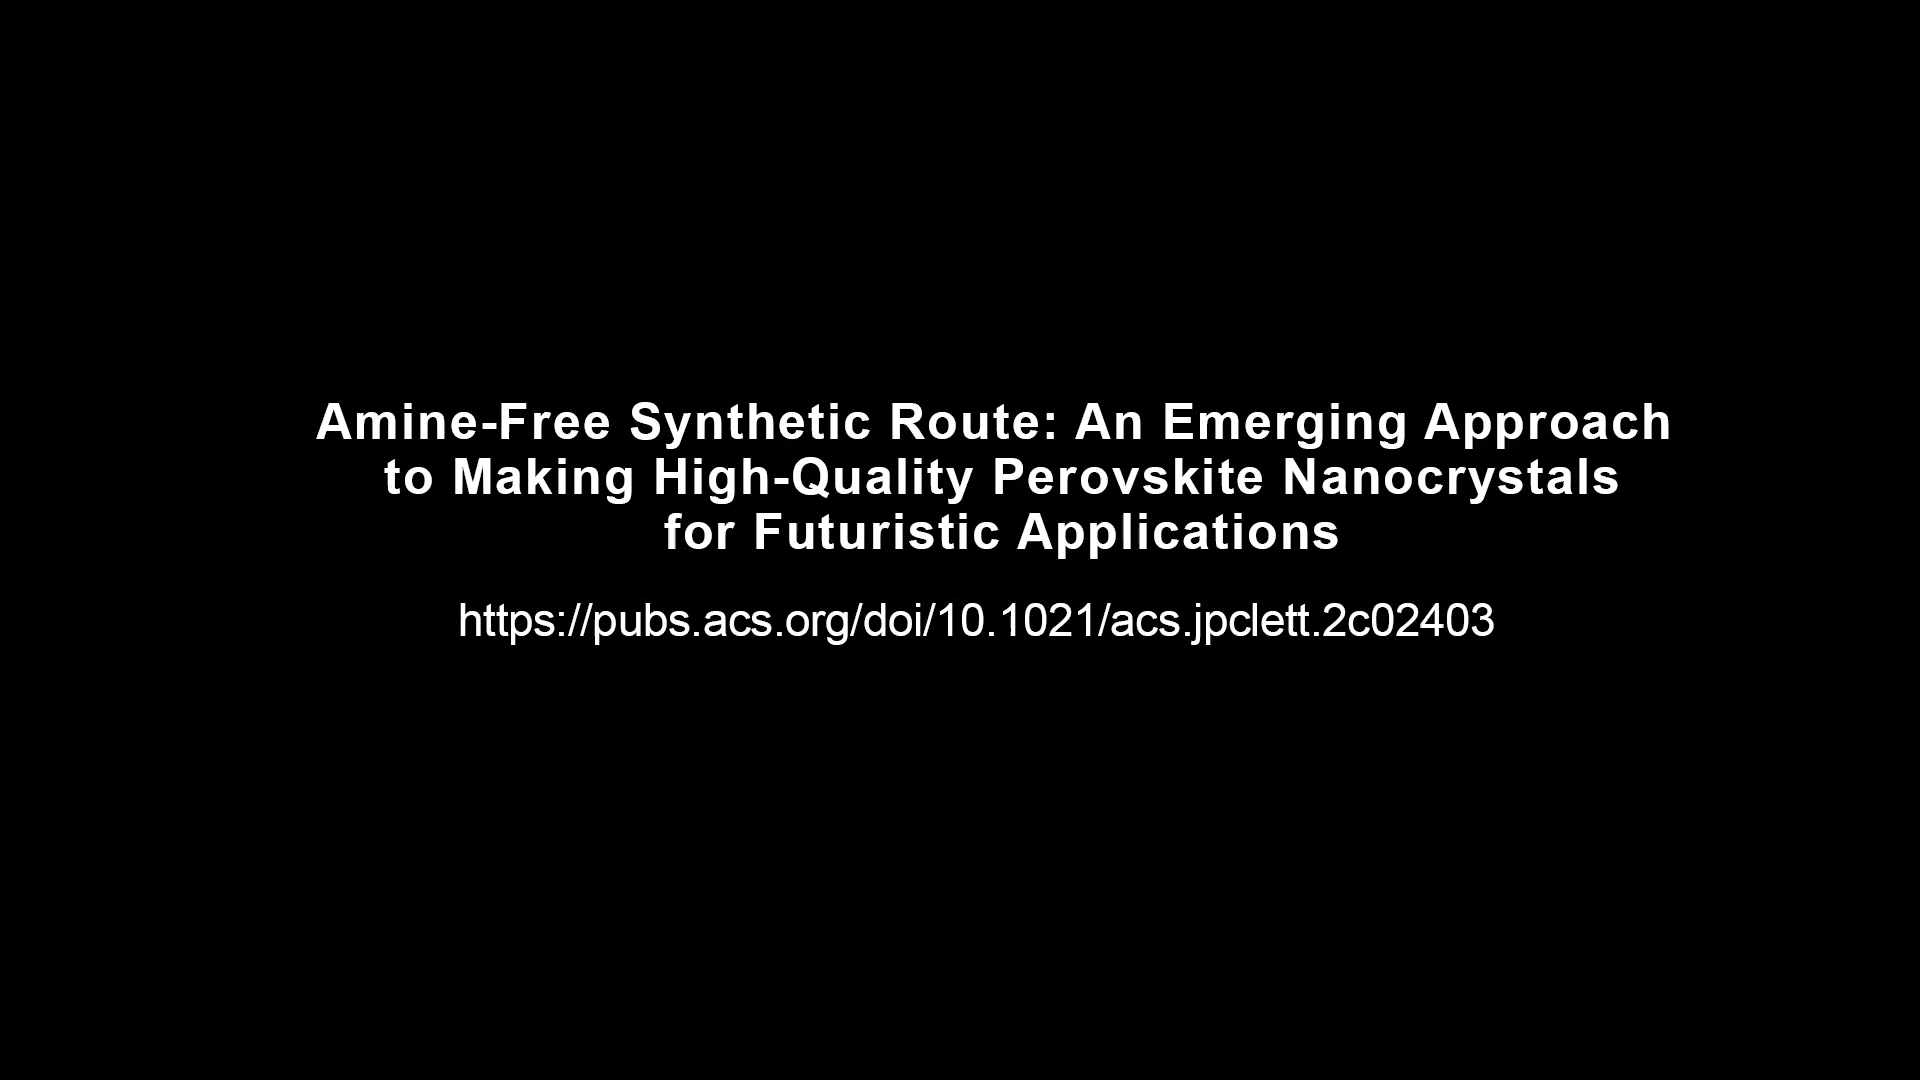 Amine-Free Synthetic Route: An Emerging Approach
to Making High-Quality Perovskite Nanocrystals
for Futuristic Applications
https://pubs.acs.org/doi/10.1021/acs.jpclett.2c02403